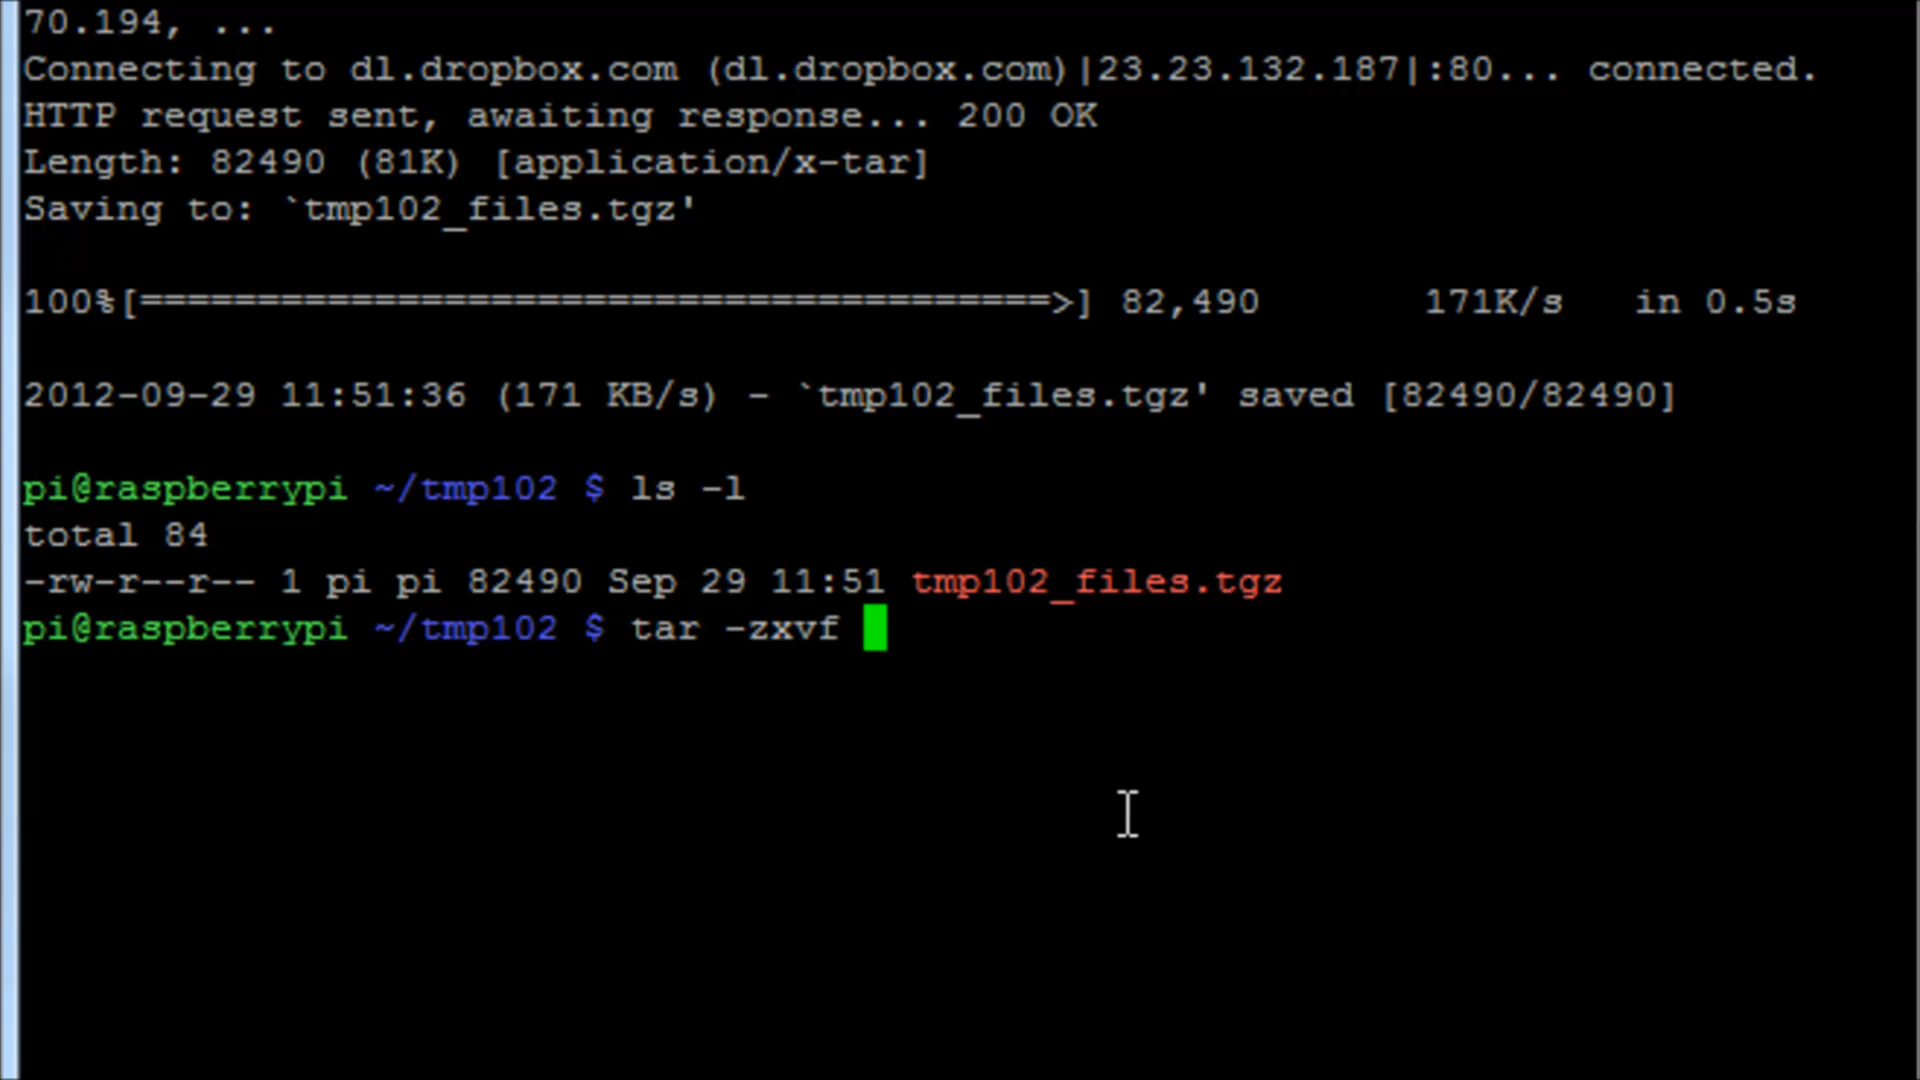 70.194, ...
Connecting to dl.dropbox.com (dl.dropbox.com)|23.23.132.187|:80... connected.
HTTP request sent, awaiting response... 200 OK
Length: 82490 (81K) [application/x-tar]
Saving to: `tmp102_files.tgz'
100%[=======================================>] 82,490 171K/s in 0.5s
2012-09-29 11:51:36 (171 KB/s) - `tmp102_files.tgz' saved [82490/82490]
pi@raspberrypi ~/tmp102 $ ls -l
total 84
-rw-r--r-- 1 pi pi 82490 Sep 29 11:51 tmp102_files.tgz
pi@raspberrypi ~/tmp102 $ tar -zxvf